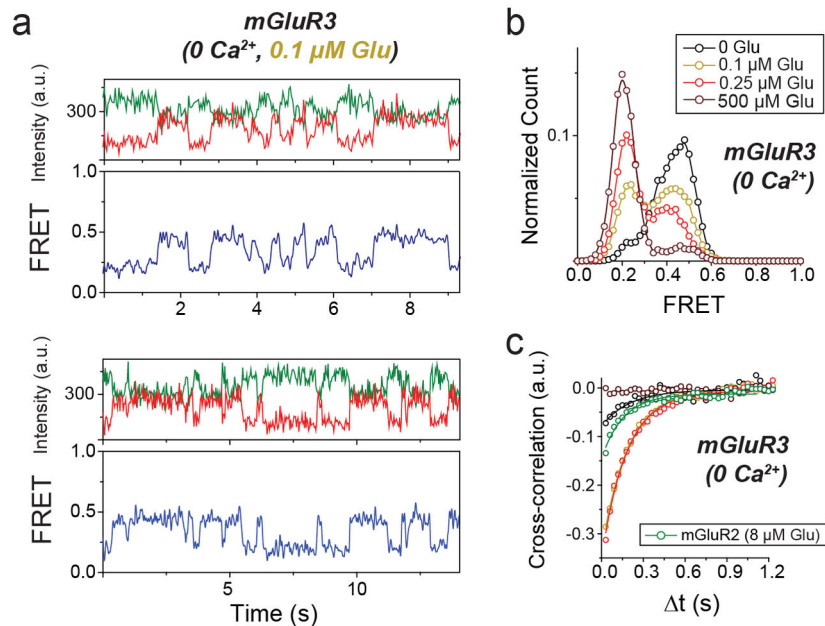 a
mGluR3
(0 Ca²⁺, 0.1 µM Glu)
Intensity (a.u.)
300
FRET
1.0
0.5
0.0
2 4 6 8
Intensity (a.u.)
300
FRET
1.0
0.5
0.0
5 10
Time (s)
b
Normalized Count
0.1
0 Glu
0.1 µM Glu
0.25 µM Glu
500 µM Glu
mGluR3
(0 Ca²⁺)
0.0 0.2 0.4 0.6 0.8 1.0
FRET
c
Cross-correlation (a.u.)
0.0
-0.1
-0.2
-0.3
mGluR3
(0 Ca²⁺)
mGluR2 (8 µM Glu)
0.0 0.3 0.6 0.9 1.2
Δt (s)